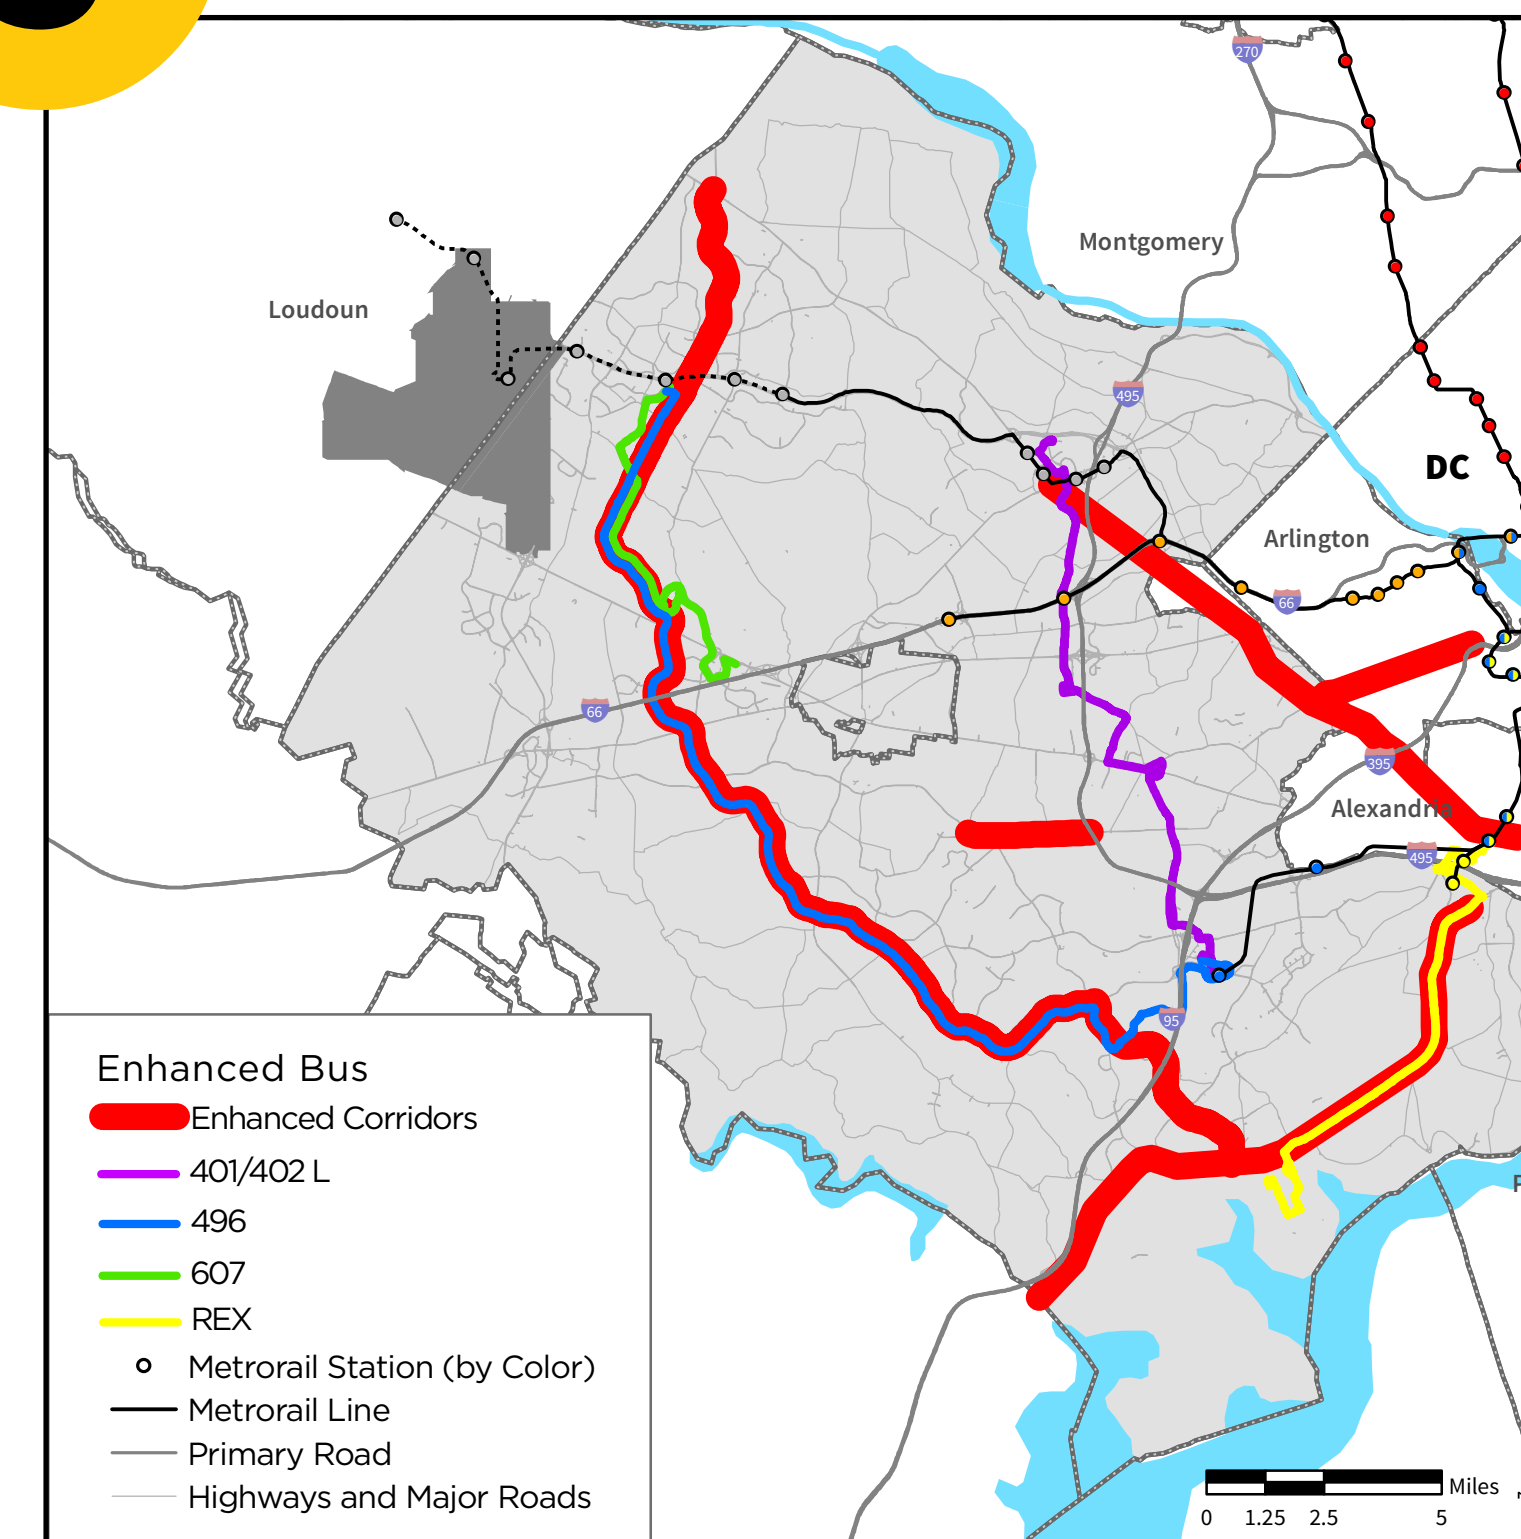 270
Montgomery
Loudoun
495
DC
Arlington
66
66
395
Alexandria
495
95
Enhanced Bus
Enhanced Corridors
401/402 L
496
607
REX
Metrorail Station (by Color)
Metrorail Line
Primary Road
Highways and Major Roads
Miles
0 1.25 2.5 5